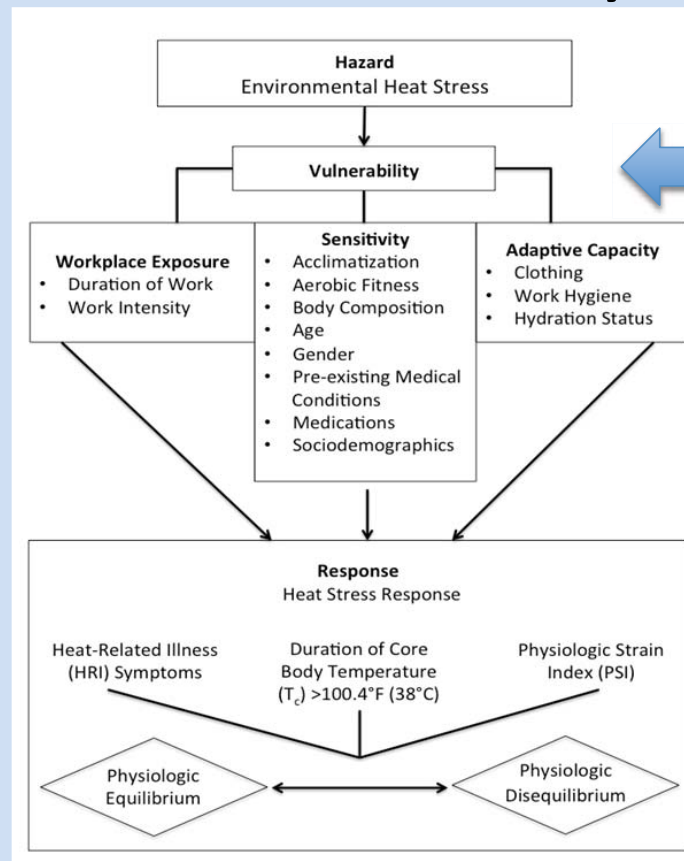 Hazard
Environmental Heat Stress
Vulnerability
Workplace Exposure
• Duration of Work
• Work Intensity
Sensitivity
• Acclimatization
• Aerobic Fitness
• Body Composition
• Age
• Gender
• Pre-existing Medical
Conditions
• Medications
• Sociodemographics
Adaptive Capacity
• Clothing
• Work Hygiene
• Hydration Status
Response
Heat Stress Response
Heat-Related Illness
(HRI) Symptoms
Duration of Core
Body Temperature
(Tc) >100.4°F (38°C)
Physiologic Strain
Index (PSI)
Physiologic
Equilibrium
Physiologic
Disequilibrium